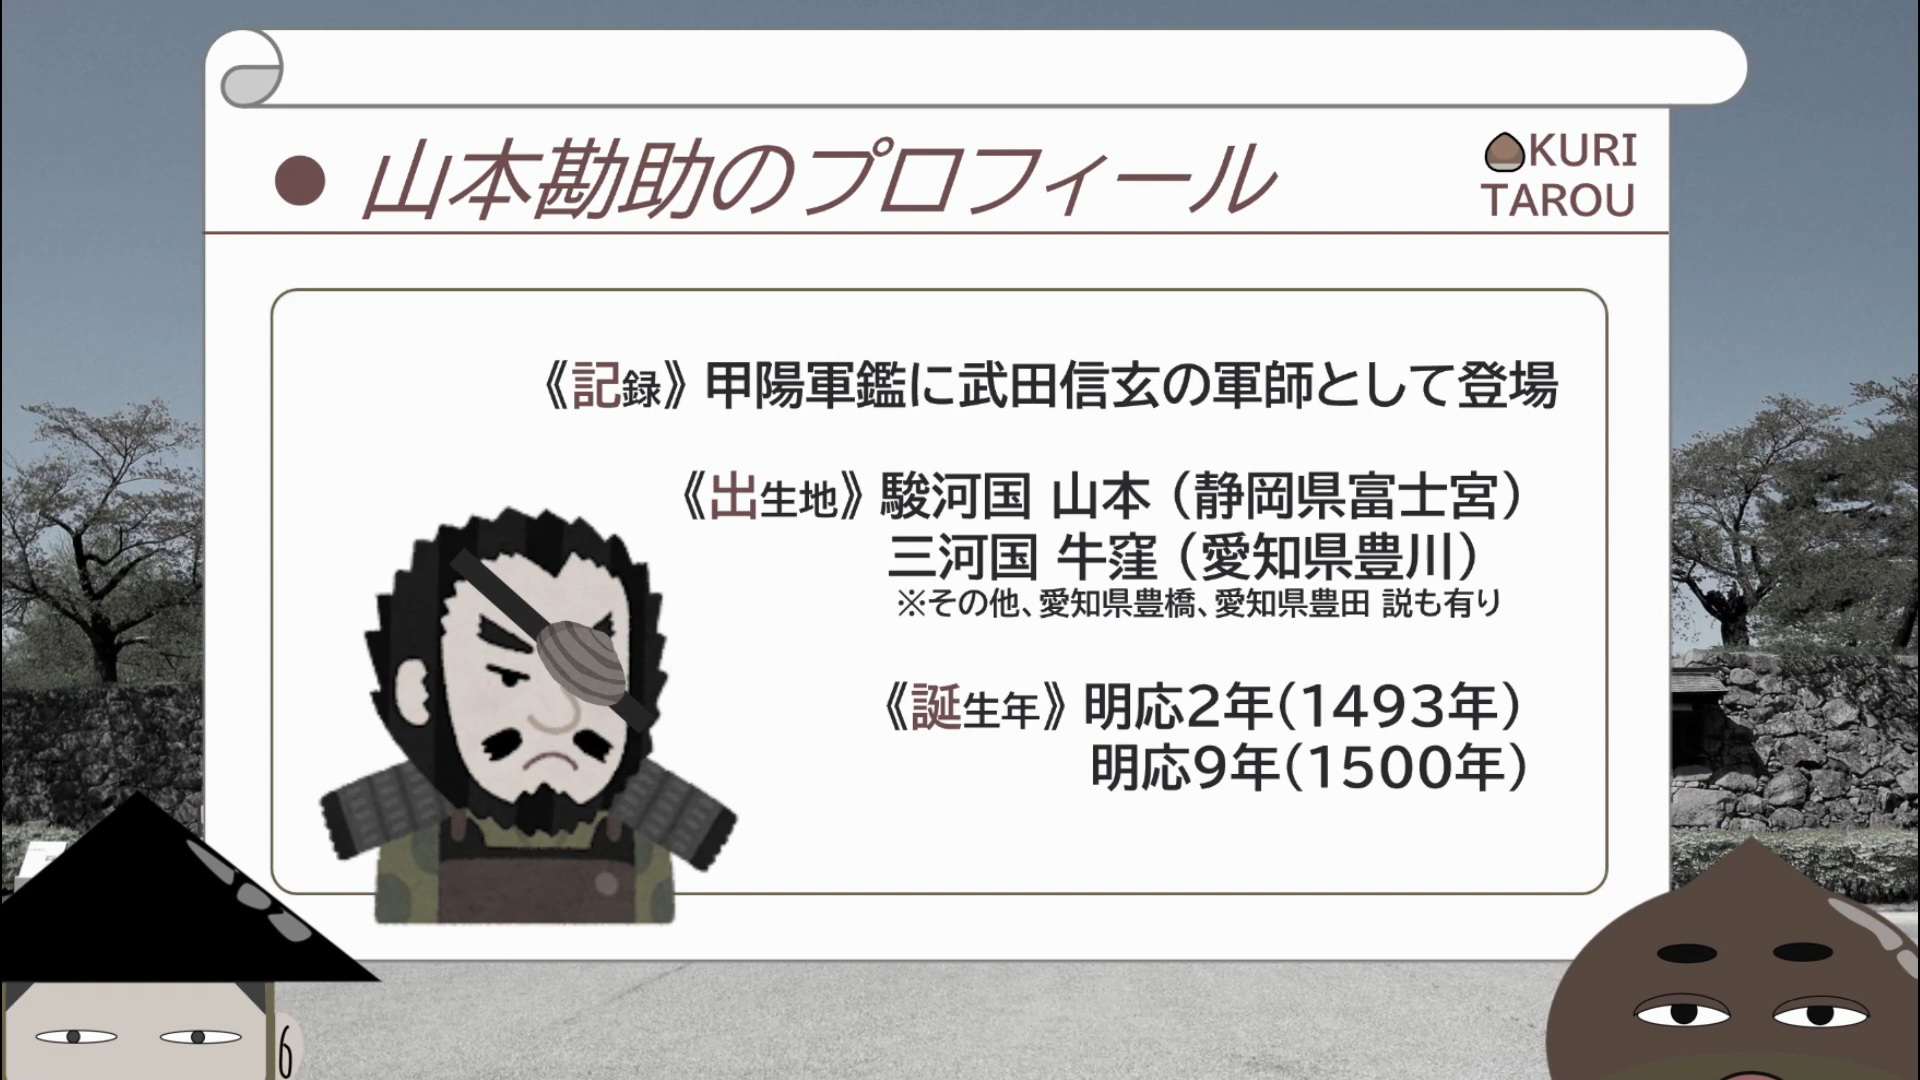 ● 山本勘助のプロフィール
KURI
TAROU
《記録》 甲陽軍鑑に武田信玄の軍師として登場
《出生地》 駿河国 山本（静岡県富士宮）
三河国 牛窪（愛知県豊川）
※その他、愛知県豊橋、愛知県豊田 説も有り
《誕生年》 明応2年(1493年)
明応9年(1500年)